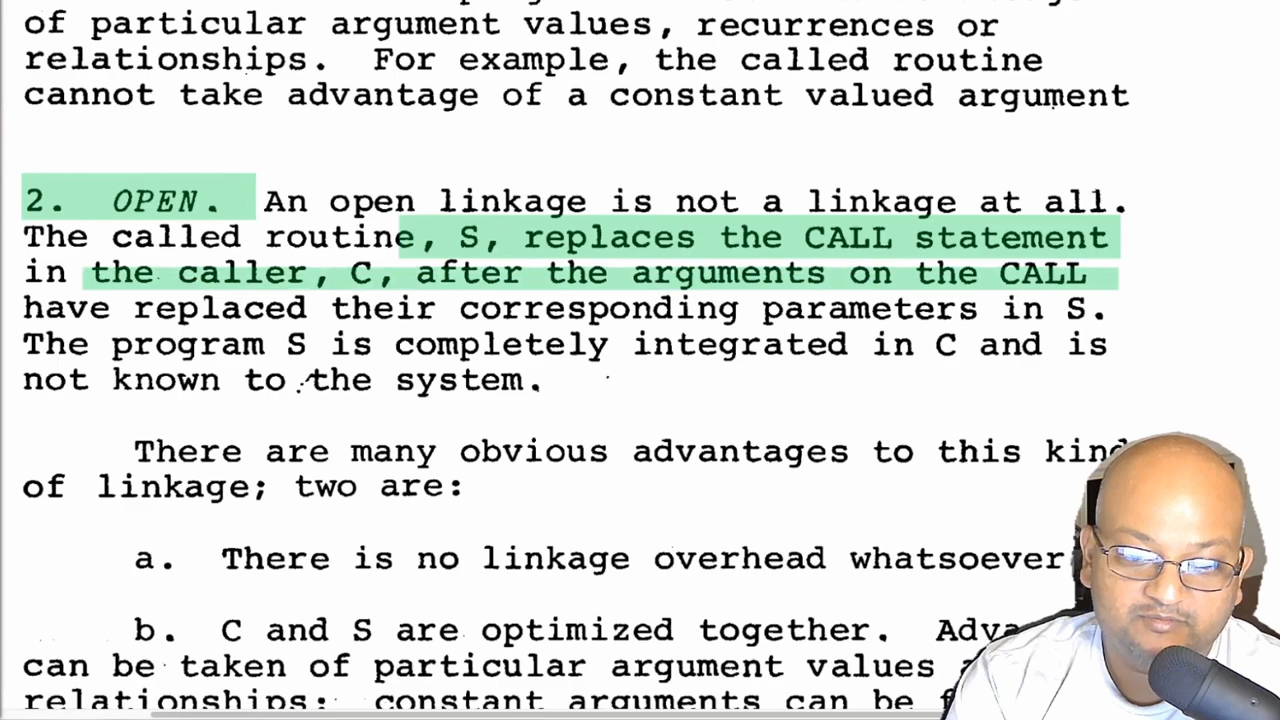 of particular argument values, recurrences or
relationships. For example, the called routine
cannot take advantage of a constant valued argument
2. OPEN. An open linkage is not a linkage at all.
The called routine, S, replaces the CALL statement
in the caller, C, after the arguments on the CALL
have replaced their corresponding parameters in S.
The program S is completely integrated in C and is
not known to the system.
There are many obvious advantages to this kind
of linkage; two are:
a. There is no linkage overhead whatsoever
b. C and S are optimized together.
can be taken of particular argument values
relationships: constant arguments can be